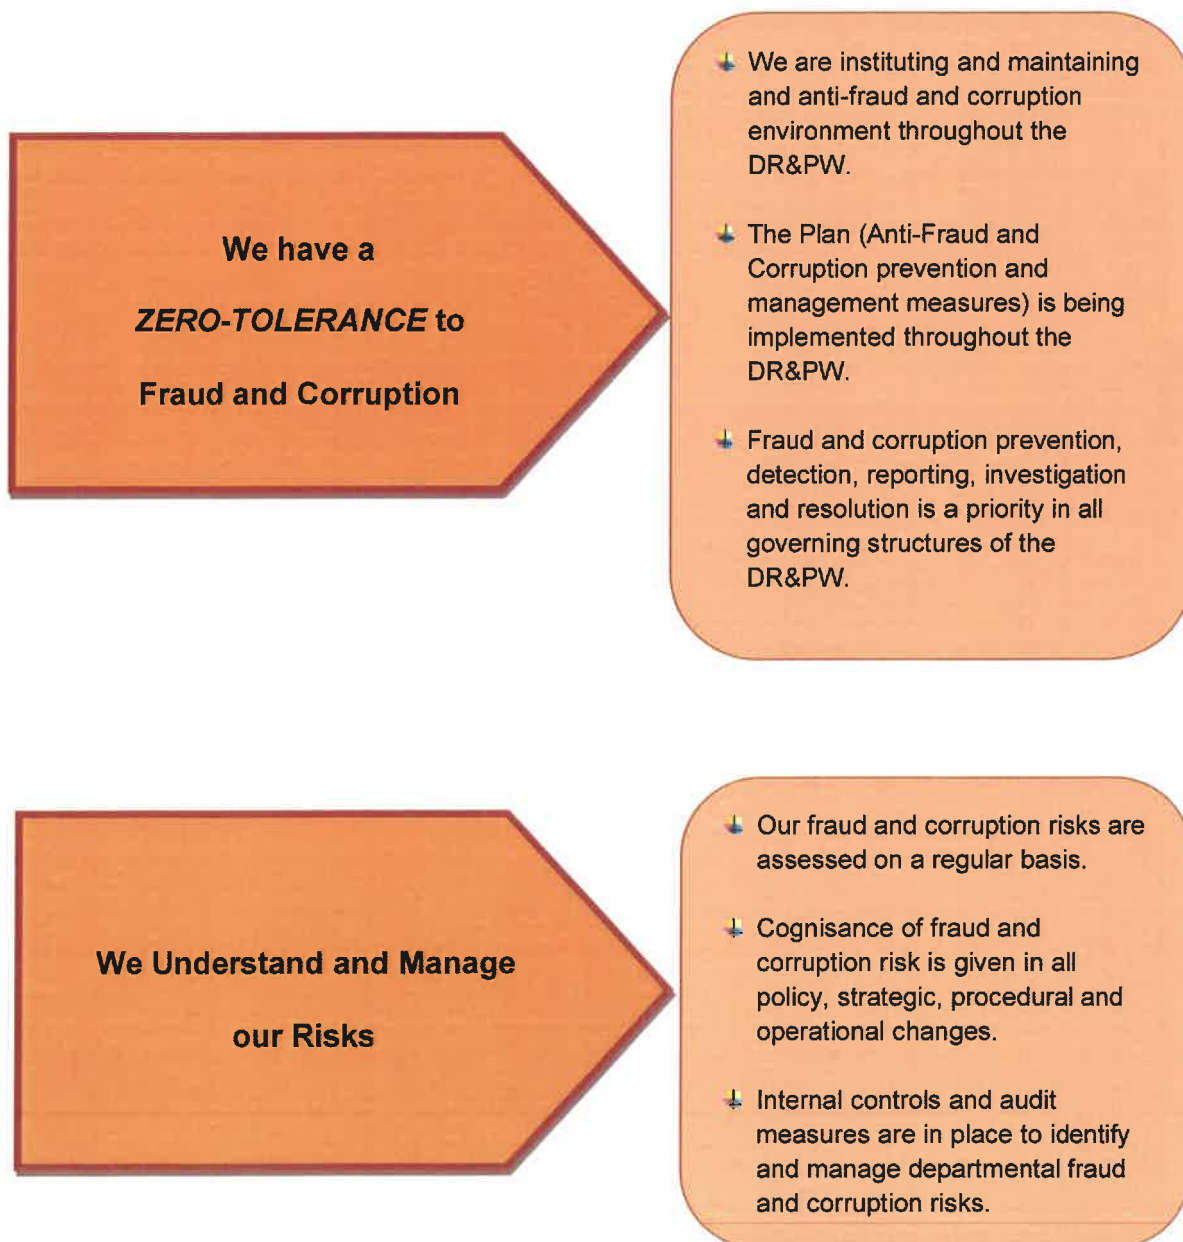 We have a
ZERO-TOLERANCE to
Fraud and Corruption
We are instituting and maintaining
and anti-fraud and corruption
environment throughout the
DR&PW.
The Plan (Anti-Fraud and
Corruption prevention and
management measures) is being
implemented throughout the
DR&PW.
Fraud and corruption prevention,
detection, reporting, investigation
and resolution is a priority in all
governing structures of the
DR&PW.
We Understand and Manage
our Risks
Our fraud and corruption risks are
assessed on a regular basis.
Cognisance of fraud and
corruption risk is given in all
policy, strategic, procedural and
operational changes.
Internal controls and audit
measures are in place to identify
and manage departmental fraud
and corruption risks.